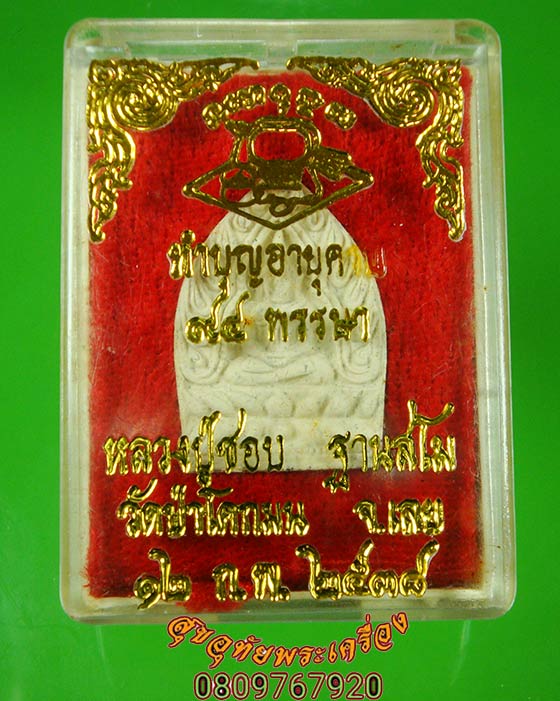 ทำบุญอายุครบ
๙๔ พรรษา
หลวงปู่ชอบ ฐานสโม
วัดป่าโคกมน จ.เลย
๑๒ ก.พ. ๒๕๓๘
สุขอุทัยพระเครื่อง
0809767920